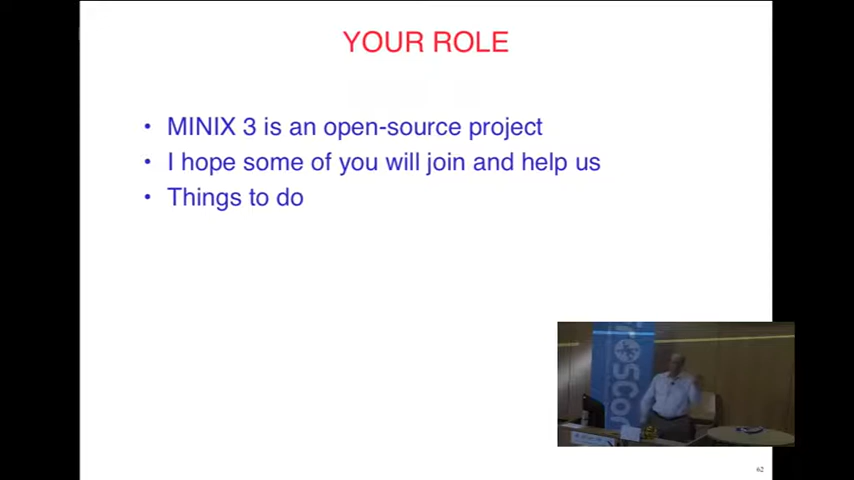 YOUR ROLE
• MINIX 3 is an open-source project
• I hope some of you will join and help us
• Things to do
62